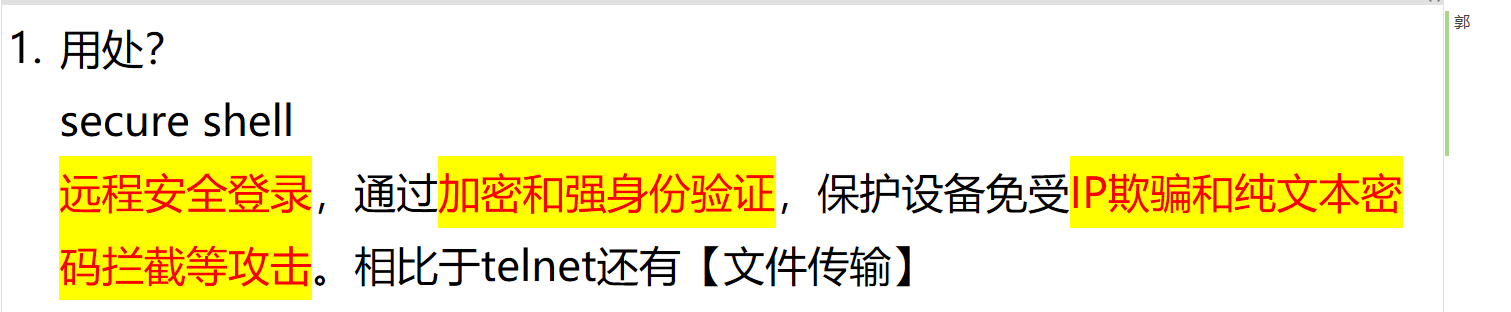 1. 用处？
secure shell
远程安全登录，通过加密和强身份验证，保护设备免受IP欺骗和纯文本密
码拦截等攻击。相比于telnet还有【文件传输】
郭